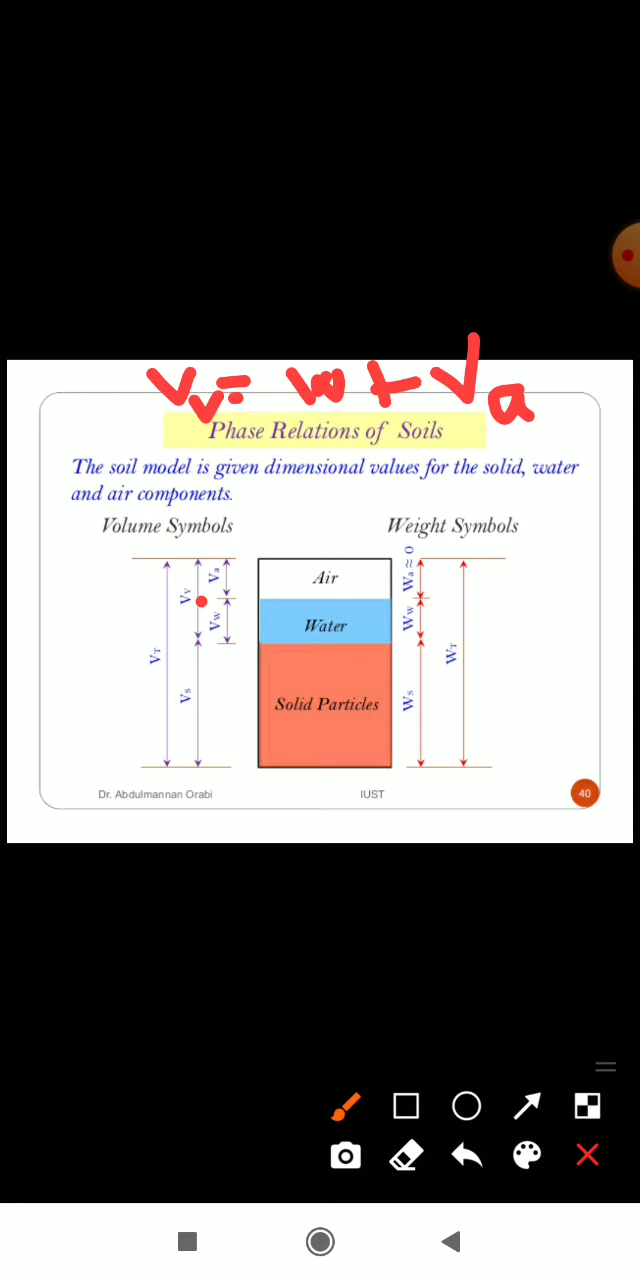 Vv = w + Va
Phase Relations of Soils
The soil model is given dimensional values for the solid, water
and air components.
Volume Symbols
Weight Symbols
Air
Water
Solid Particles
VT
Vv
Vs
Va
Vw
Wa ≈ 0
Ww
Ws
WT
Dr. Abdulmannan Orabi
IUST
40